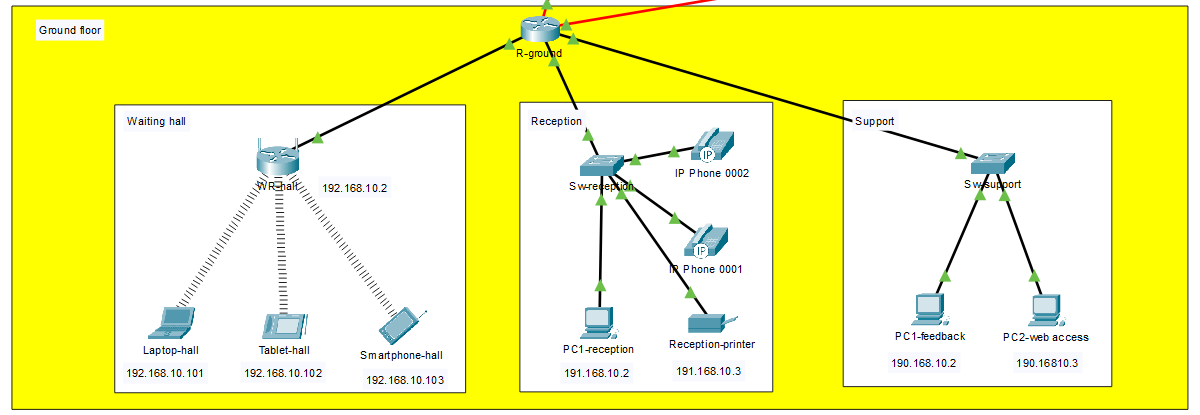 Ground floor
R-ground
Waiting hall
WR-hall
192.168.10.2
Laptop-hall
192.168.10.101
Tablet-hall
192.168.10.102
Smartphone-hall
192.168.10.103
Reception
Sw-reception
IP
IP Phone 0002
IP
IP Phone 0001
PC1-reception
191.168.10.2
Reception-printer
191.168.10.3
Support
Sw-support
PC1-feedback
190.168.10.2
PC2-web access
190.16810.3